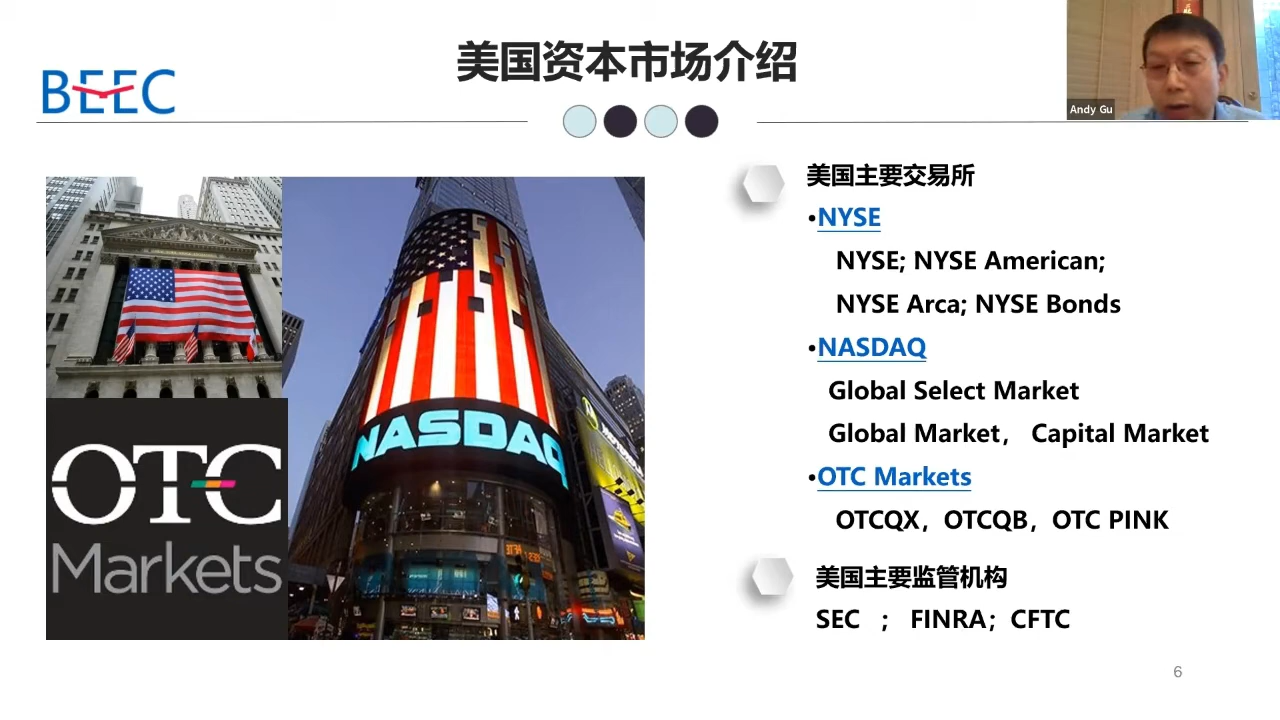 美国资本市场介绍
BEEC
Andy Gu
OTC
Markets
NASDAQ
美国主要交易所
•NYSE
NYSE; NYSE American;
NYSE Arca; NYSE Bonds
•NASDAQ
Global Select Market
Global Market， Capital Market
•OTC Markets
OTCQX，OTCQB，OTC PINK
美国主要监管机构
SEC ； FINRA；CFTC
6